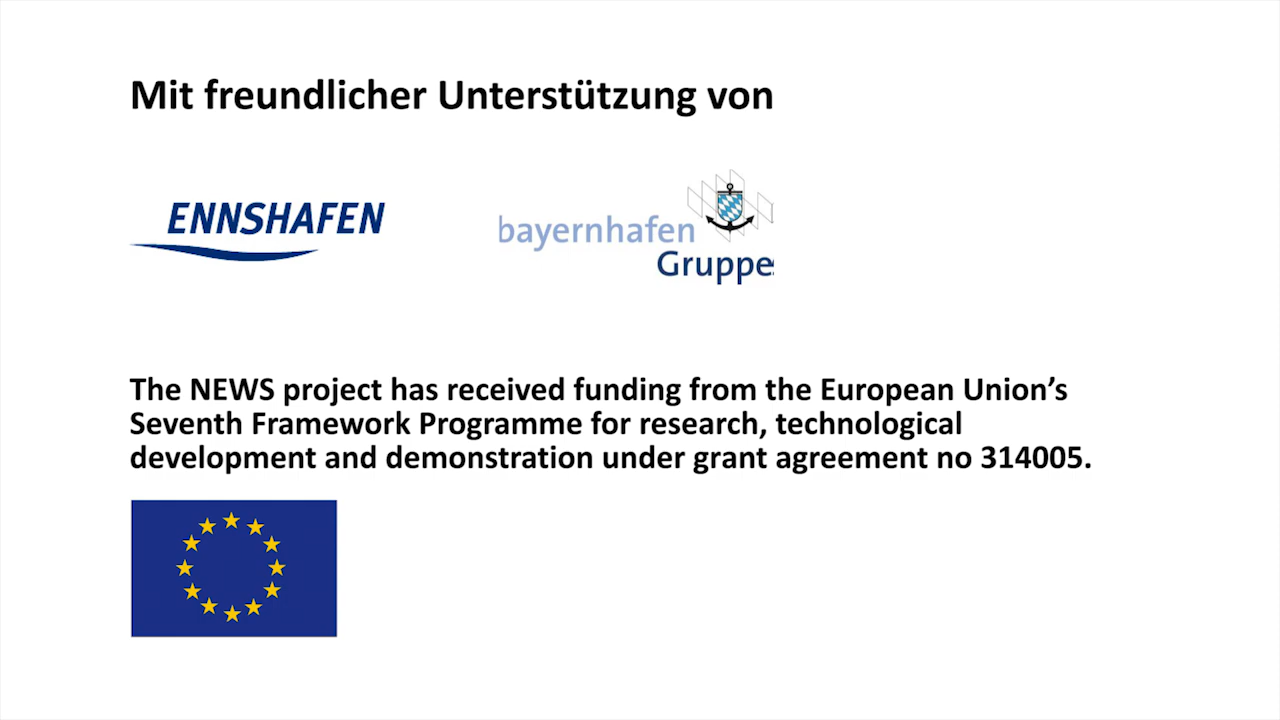 Mit freundlicher Unterstützung von
ENNSHAFEN
bayernhafen
Gruppe
The NEWS project has received funding from the European Union’s
Seventh Framework Programme for research, technological
development and demonstration under grant agreement no 314005.